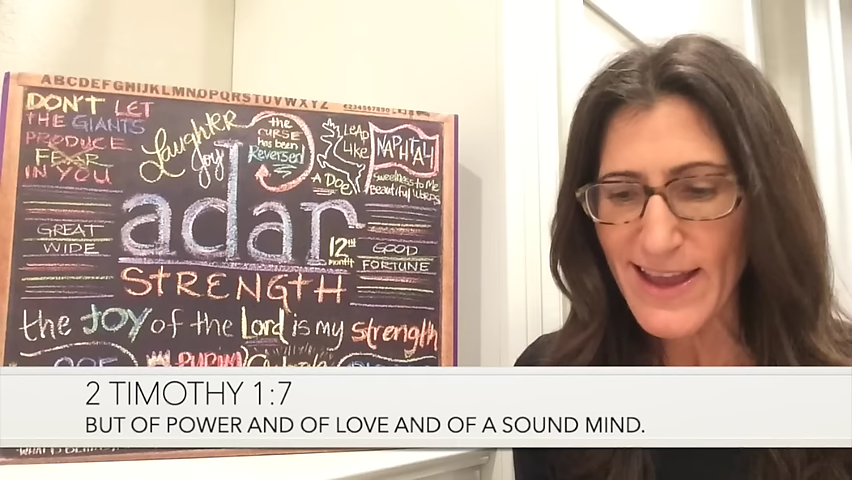 ABCDEFGHIJKLMNOPQRSTUVWXYZ
DON'T LET
THE GIANTS
PRODUCE
FEAR
IN YOU
Laughter
Joy
the
CURSE
has been
Reversed
LEAP
LIKE
A DOE
NAPHTALI
Sweetness to Me
Beautiful Words
adar
12th
month
GREAT
WIDE
GOOD
FORTUNE
STRENGTH
the JOY of the Lord is my Strength
PURIM
2 TIMOTHY 1:7
BUT OF POWER AND OF LOVE AND OF A SOUND MIND.